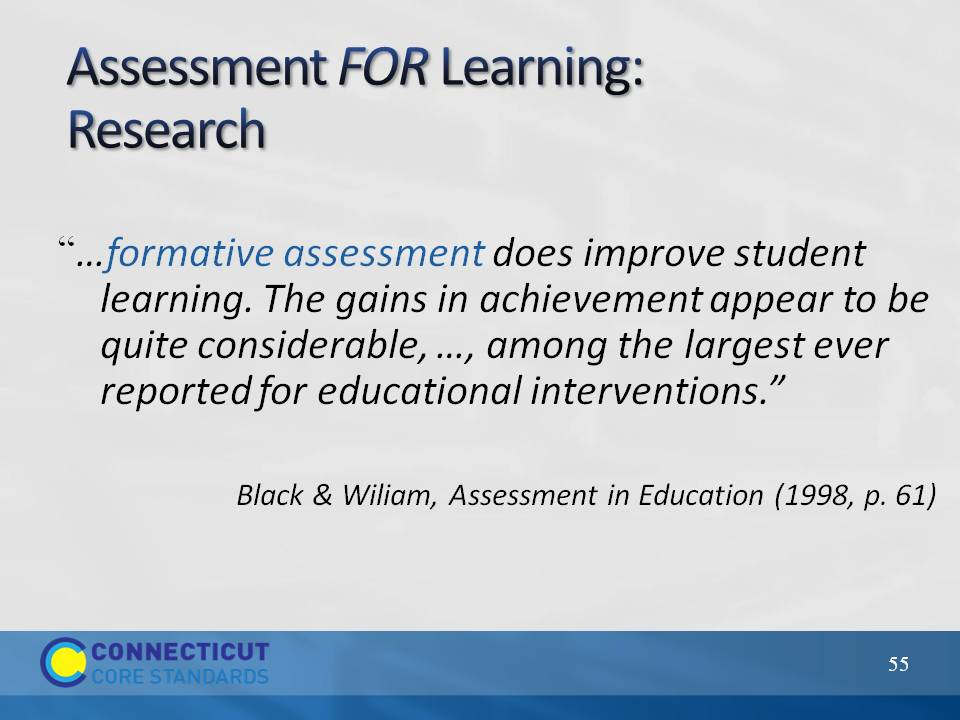 Assessment FOR Learning:
Research
“…formative assessment does improve student
learning. The gains in achievement appear to be
quite considerable, …, among the largest ever
reported for educational interventions.”
Black & Wiliam, Assessment in Education (1998, p. 61)
CONNECTICUT
CORE STANDARDS
55